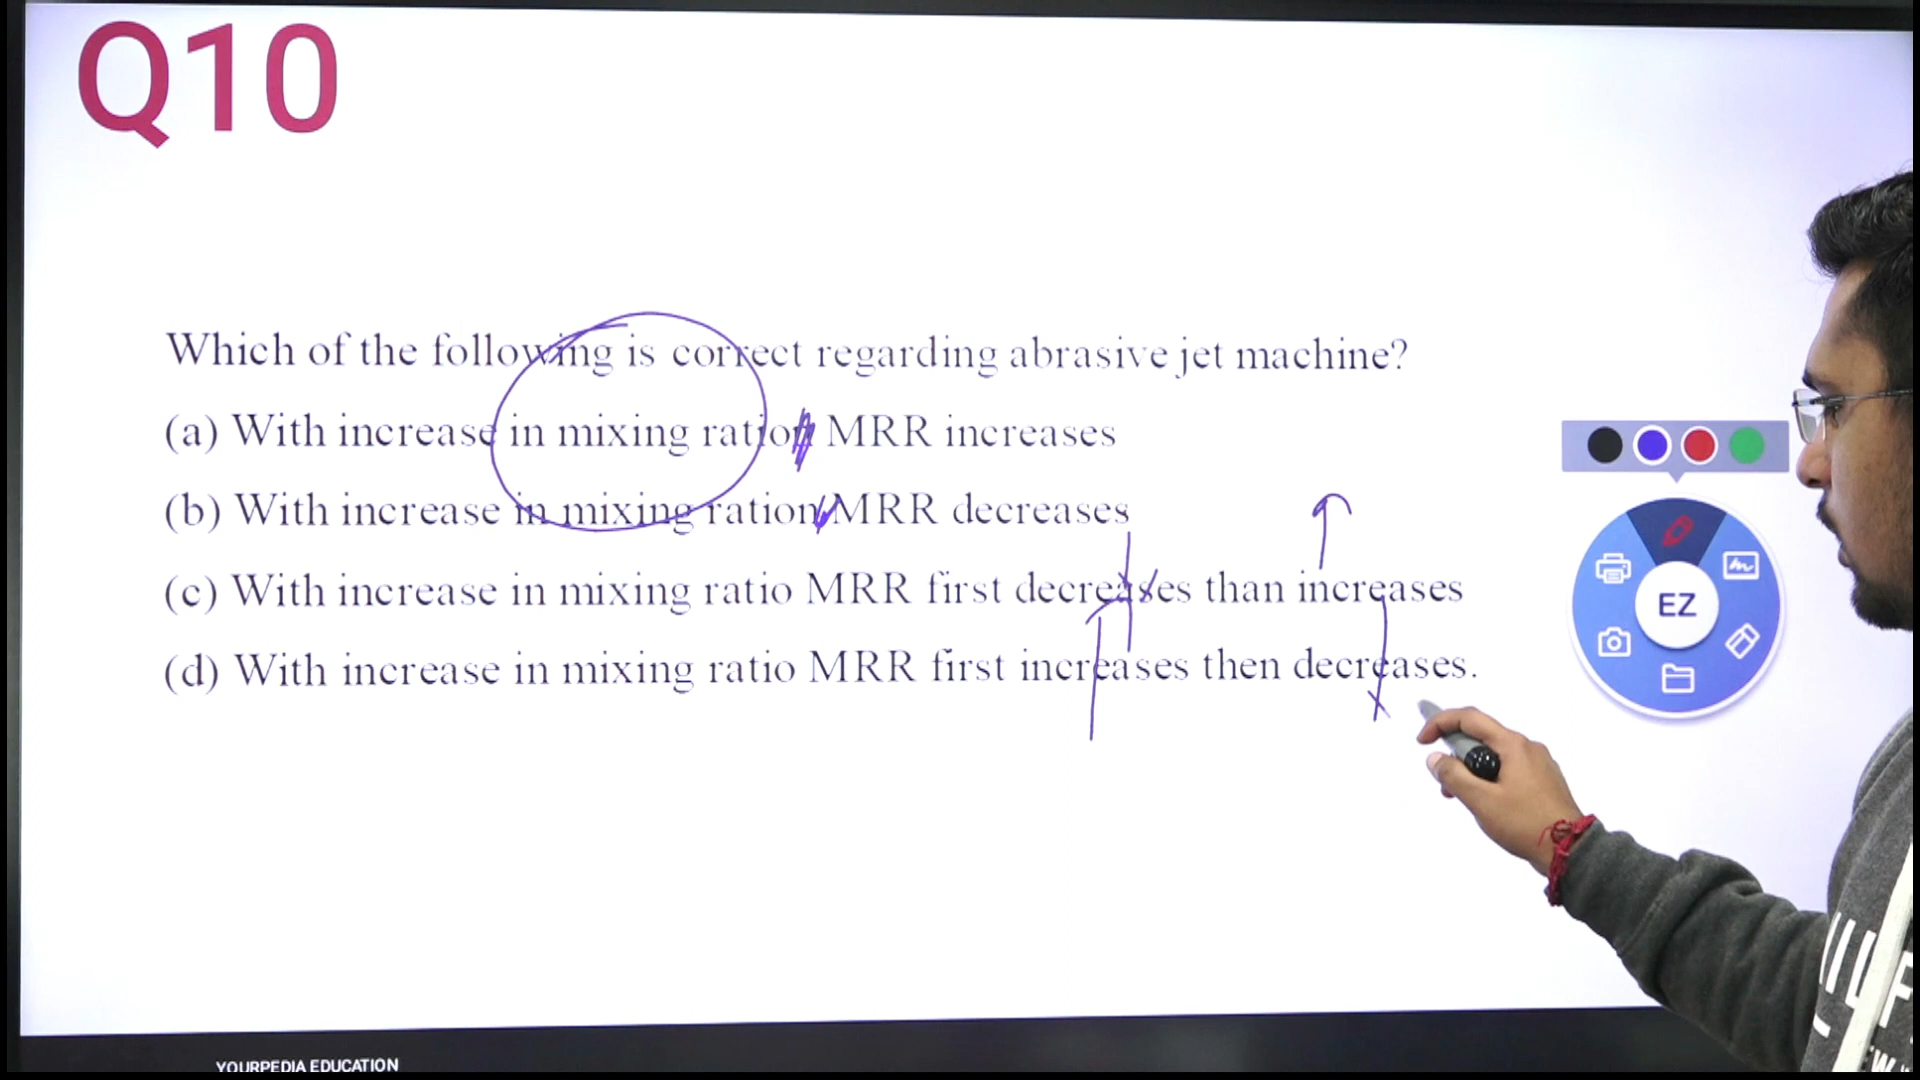 Q10
Which of the following is correct regarding abrasive jet machine?
(a) With increase in mixing ration MRR increases
(b) With increase in mixing ration MRR decreases
(c) With increase in mixing ratio MRR first decreases than increases
(d) With increase in mixing ratio MRR first increases then decreases.
EZ
YOURPEDIA EDUCATION